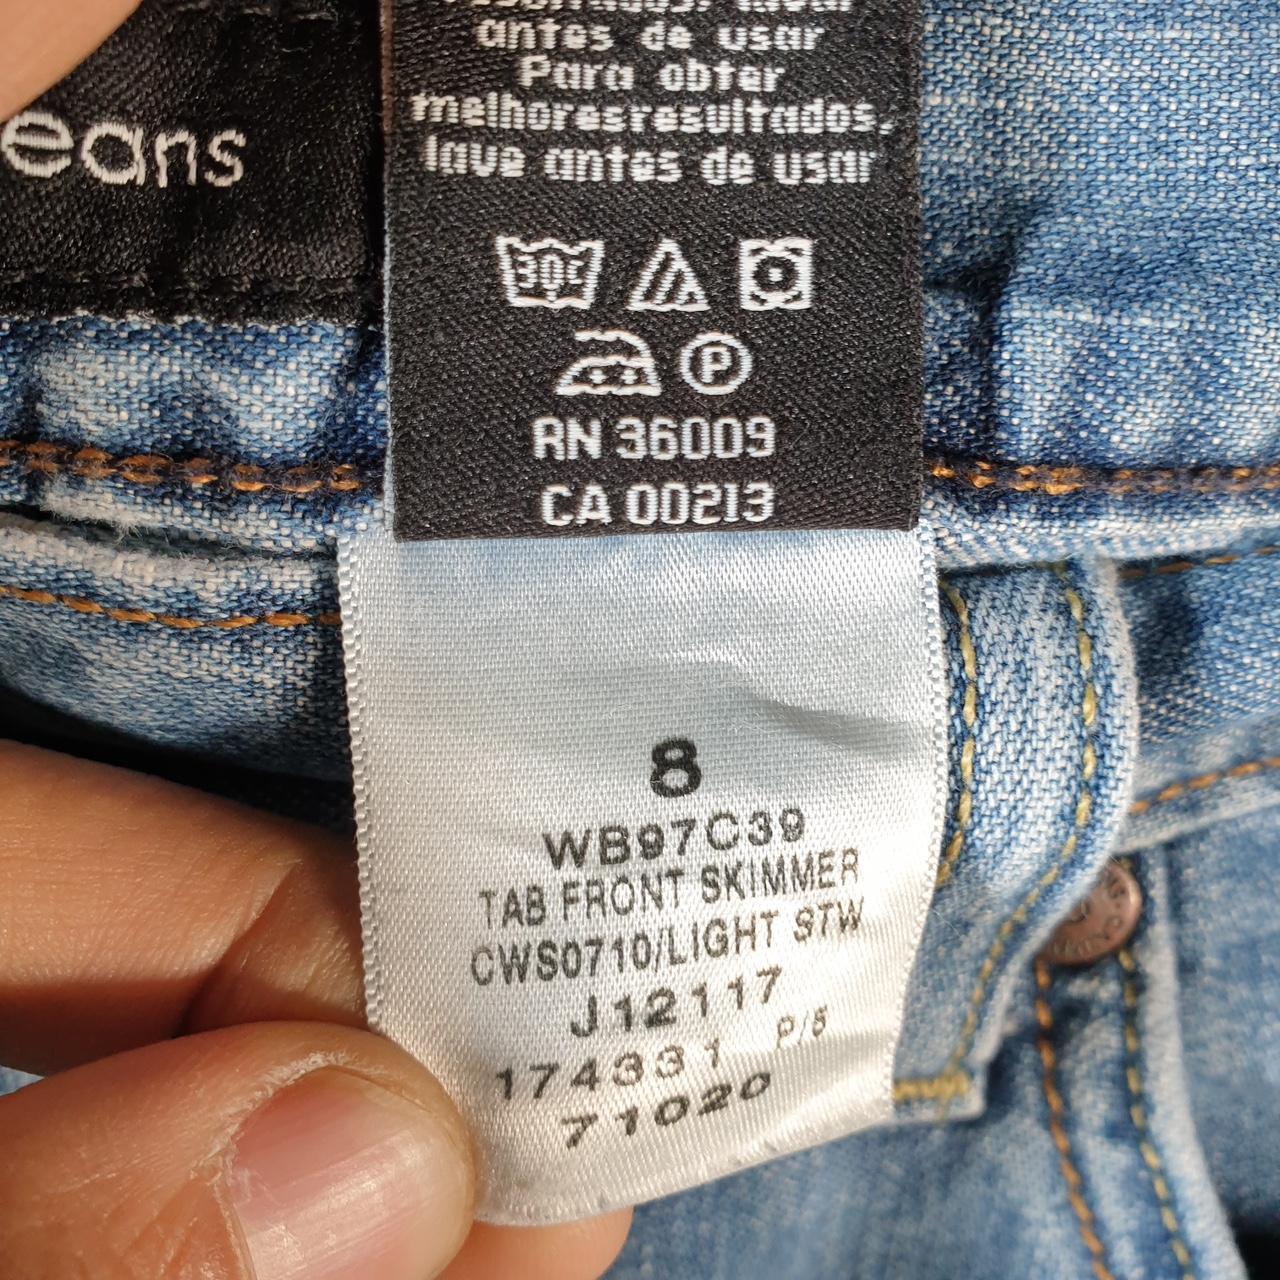 eans
antes de usar
Para obter
melhoresresultados,
lave antes de usar
30C
P
RN 36009
CA 00213
8
WB97C39
TAB FRONT SKIMMER
CWS0710/LIGHT STW
J12117
174331 P/5
71020